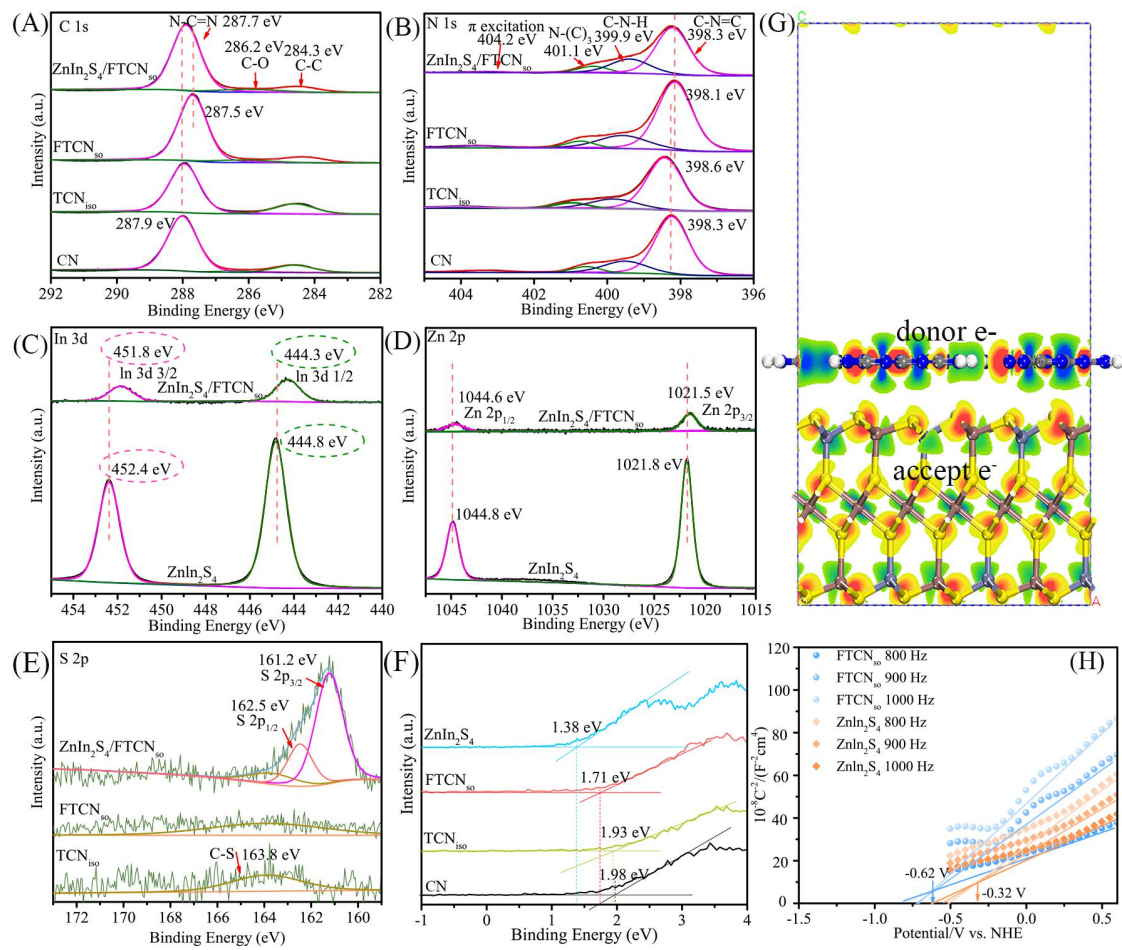 (A)
C 1s
N-C=N 287.7 eV
286.2 eV
C-O
284.3 eV
C-C
ZnIn₂S₄/FTCNso
287.5 eV
FTCNso
TCNiso
287.9 eV
CN
Intensity (a.u.)
292 290 288 286 284 282
Binding Energy (eV)
(B)
N 1s
π excitation
404.2 eV
N-(C)₃
401.1 eV
C-N-H
399.9 eV
C-N=C
398.3 eV
ZnIn₂S₄/FTCNso
398.1 eV
FTCNso
398.6 eV
TCNiso
398.3 eV
CN
Intensity (a.u.)
404 402 400 398 396
Binding Energy (eV)
(G)
C
donor e-
accept e⁻
A
(C)
In 3d
451.8 eV
In 3d 3/2
444.3 eV
In 3d 1/2
ZnIn₂S₄/FTCNso
452.4 eV
444.8 eV
ZnIn₂S₄
Intensity (a.u.)
454 452 450 448 446 444 442 440
Binding Energy (eV)
(D)
Zn 2p
1044.6 eV
Zn 2p1/2
ZnIn₂S₄/FTCNso
1021.5 eV
Zn 2p3/2
1021.8 eV
1044.8 eV
ZnIn₂S₄
Intensity (a.u.)
1045 1040 1035 1030 1025 1020 1015
Binding Energy (eV)
(E)
S 2p
161.2 eV
S 2p3/2
162.5 eV
S 2p1/2
ZnIn₂S₄/FTCNso
FTCNso
TCNiso
C-S
163.8 eV
Intensity (a.u.)
172 170 168 166 164 162 160
Binding Energy (eV)
(F)
1.38 eV
ZnIn₂S₄
1.71 eV
FTCNso
1.93 eV
TCNiso
1.98 eV
CN
Intensity (a.u.)
-1 0 1 2 3 4
Binding Energy (eV)
(H)
FTCNso 800 Hz
FTCNso 900 Hz
FTCNso 1000 Hz
ZnIn₂S₄ 800 Hz
ZnIn₂S₄ 900 Hz
ZnIn₂S₄ 1000 Hz
-0.62 V
-0.32 V
10⁻⁸C⁻²/(F⁻²cm⁴)
120
100
80
60
40
20
0
-1.5 -1.0 -0.5 0.0 0.5
Potential/V vs. NHE